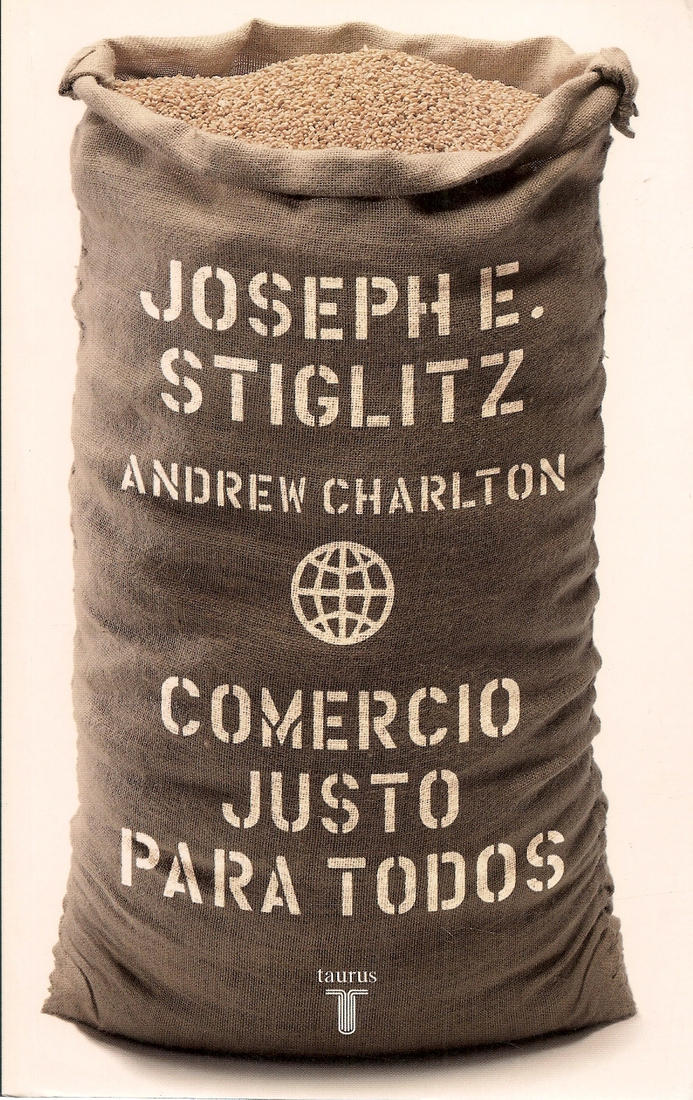 JOSEPH E.
STIGLITZ
ANDREW CHARLTON
COMERCIO
JUSTO
PARA TODOS
taurus
T